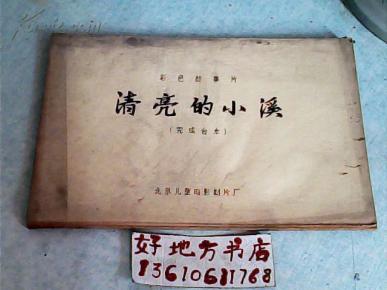 彩色故事片
清亮的小溪
(完成台本)
北京儿童电影制片厂
好地方书店
13610681768